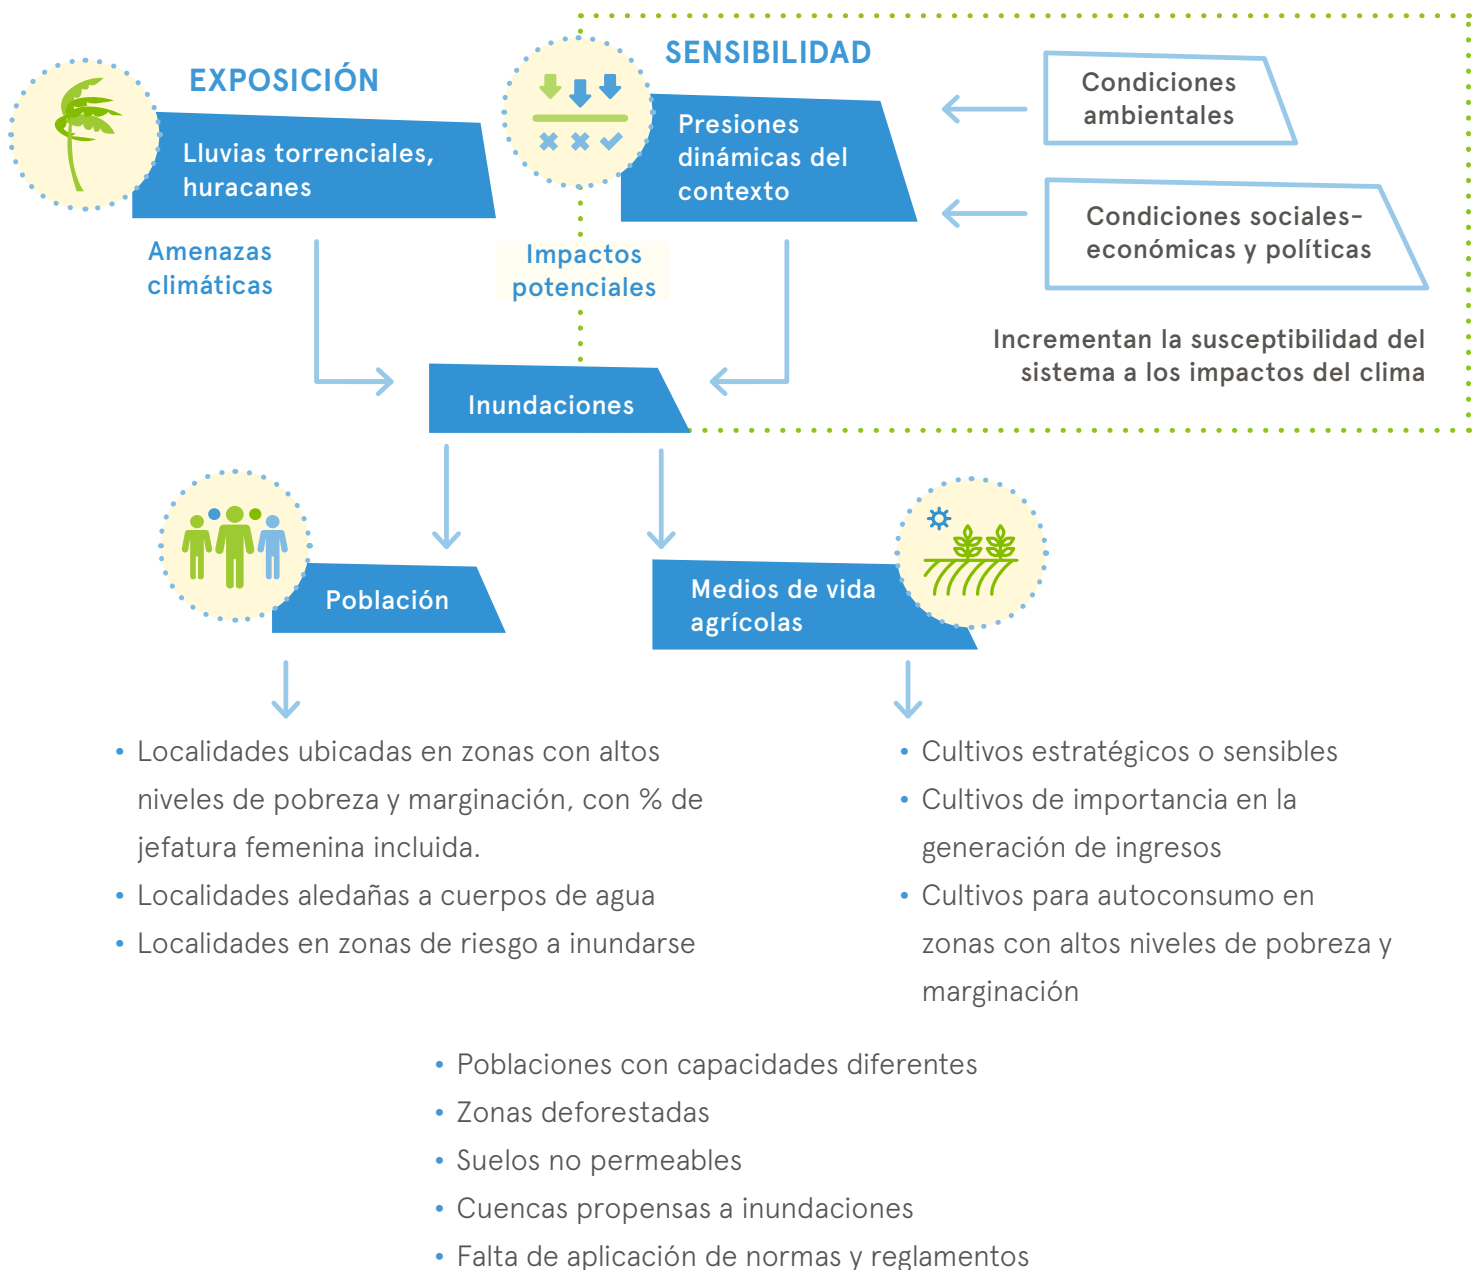 EXPOSICIÓN
Lluvias torrenciales,
huracanes
Amenazas
climáticas
SENSIBILIDAD
Presiones
dinámicas del
contexto
Impactos
potenciales
Condiciones
ambientales
Condiciones sociales-
económicas y políticas
Incrementan la susceptibilidad del
sistema a los impactos del clima
Inundaciones
Población
Medios de vida
agrícolas
• Localidades ubicadas en zonas con altos
niveles de pobreza y marginación, con % de
jefatura femenina incluida.
• Localidades aledañas a cuerpos de agua
• Localidades en zonas de riesgo a inundarse
• Cultivos estratégicos o sensibles
• Cultivos de importancia en la
generación de ingresos
• Cultivos para autoconsumo en
zonas con altos niveles de pobreza y
marginación
• Poblaciones con capacidades diferentes
• Zonas deforestadas
• Suelos no permeables
• Cuencas propensas a inundaciones
• Falta de aplicación de normas y reglamentos